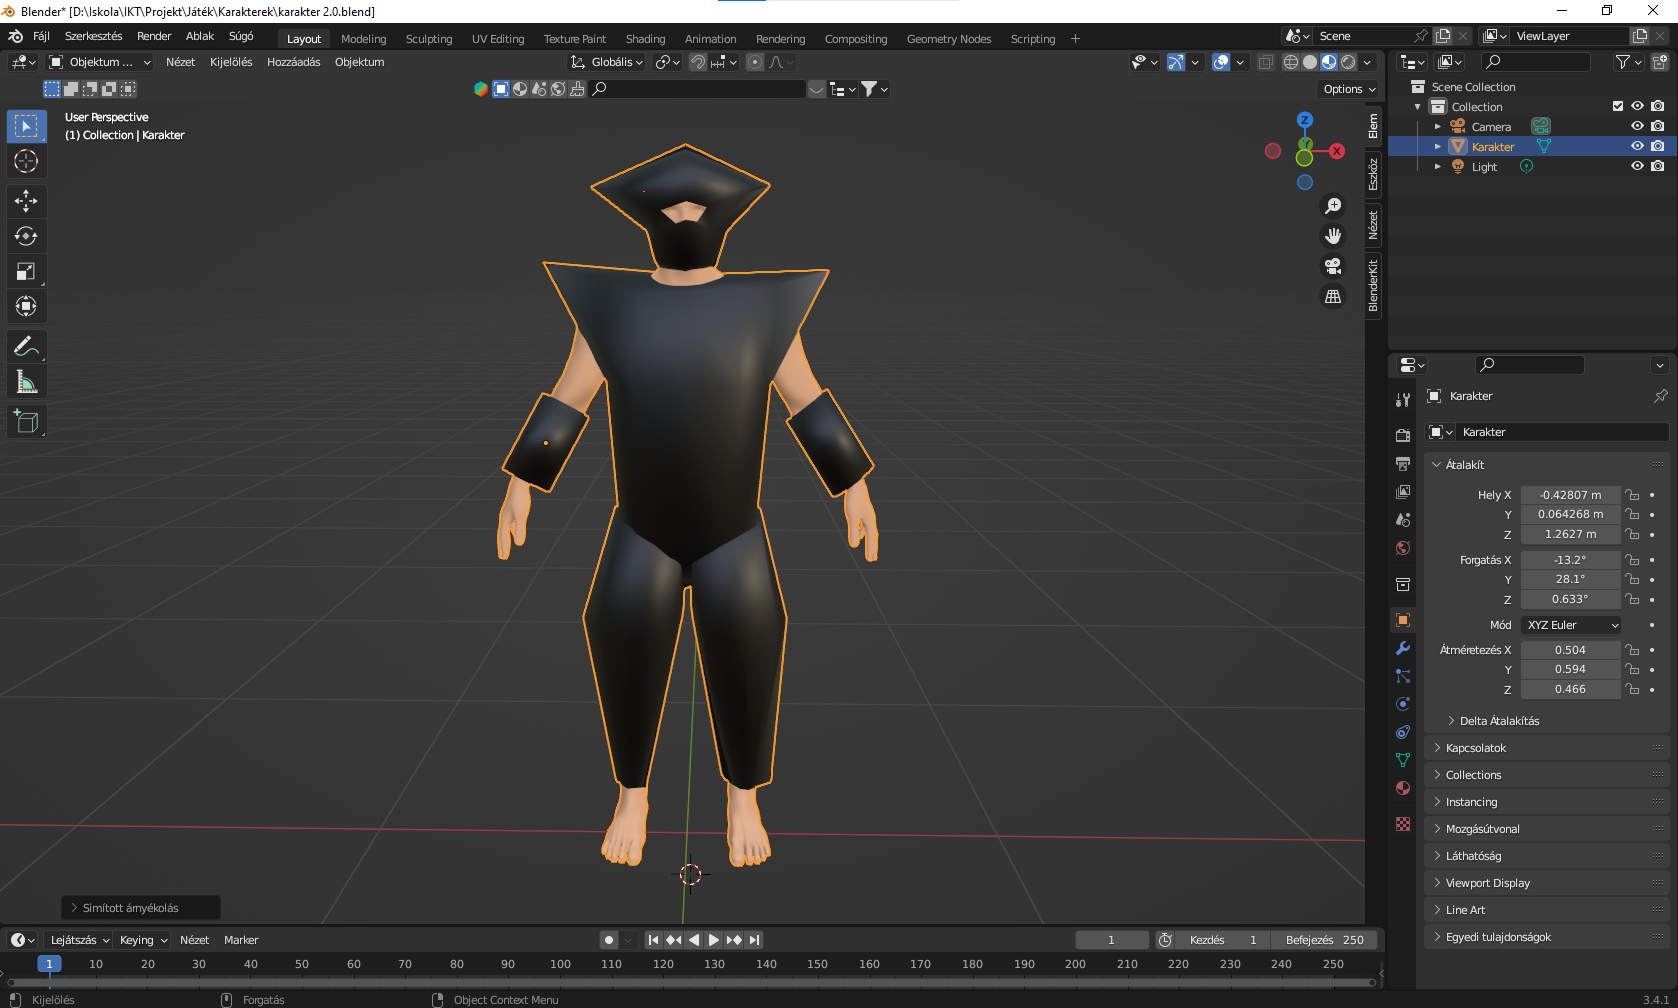 Blender* [D:\Iskola\IKT\Projekt\Játék\Karakterek\karakter 2.0.blend]
Fájl Szerkesztés Render Ablak Súgó Layout Modeling Sculpting UV Editing Texture Paint Shading Animation Rendering Compositing Geometry Nodes Scripting + Scene ViewLayer
Objektum ... Nézet Kijelölés Hozzáadás Objektum Globális
Options
User Perspective
(1) Collection | Karakter
Z
X
Elem
Eszköz
Nézet
BlenderKit
Scene Collection
Collection
Camera
Karakter
Light
Karakter
Karakter
Átalakít
Hely X -0.42807 m
Y 0.064268 m
Z 1.2627 m
Forgatás X -13.2°
Y 28.1°
Z 0.633°
Mód XYZ Euler
Átméretezés X 0.504
Y 0.594
Z 0.466
Delta Átalakítás
Kapcsolatok
Collections
Instancing
Mozgásútvonal
Láthatóság
Viewport Display
Line Art
Egyedi tulajdonságok
Simított árnyékolás
Lejátszás Keying Nézet Marker 1 Kezdés 1 Befejezés 250
1 10 20 30 40 50 60 70 80 90 100 110 120 130 140 150 160 170 180 190 200 210 220 230 240 250
Kijelölés Forgatás Object Context Menu 3.4.1